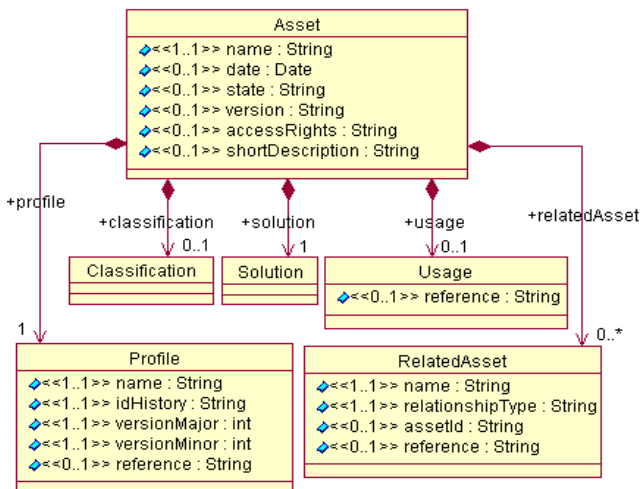 Asset
<<1..1>> name : String
<<0..1>> date : Date
<<0..1>> state : String
<<0..1>> version : String
<<0..1>> accessRights : String
<<0..1>> shortDescription : String
+profile
+classification
+solution
+usage
+relatedAsset
0..1
1
0..1
Classification
Solution
Usage
<<0..1>> reference : String
1
0..*
Profile
<<1..1>> name : String
<<1..1>> idHistory : String
<<1..1>> versionMajor : int
<<1..1>> versionMinor : int
<<0..1>> reference : String
RelatedAsset
<<1..1>> name : String
<<1..1>> relationshipType : String
<<0..1>> assetId : String
<<0..1>> reference : String